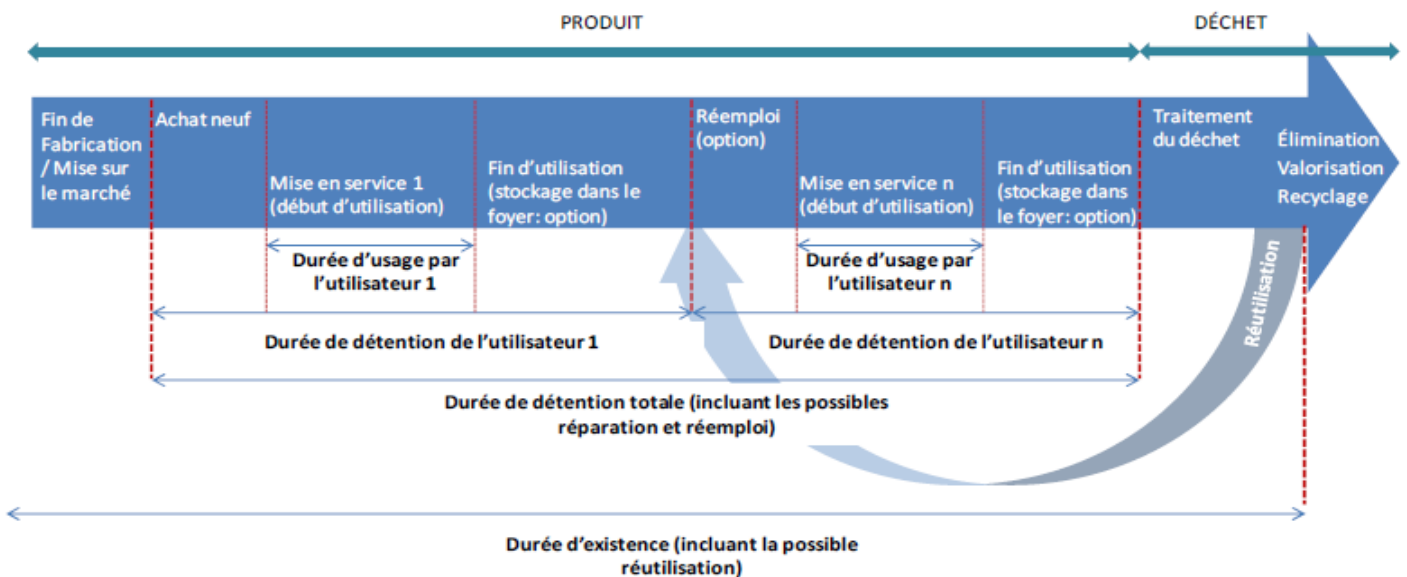 PRODUIT
DÉCHET
Fin de
Fabrication
/ Mise sur
le marché
Achat neuf
Mise en service 1
(début d'utilisation)
Fin d'utilisation
(stockage dans le
foyer: option)
Réemploi
(option)
Mise en service n
(début d'utilisation)
Fin d'utilisation
(stockage dans
le foyer: option)
Traitement
du déchet
Élimination
Valorisation
Recyclage
Durée d'usage par
l'utilisateur 1
Durée d'usage par
l'utilisateur n
Réutilisation
Durée de détention de l'utilisateur 1
Durée de détention de l'utilisateur n
Durée de détention totale (incluant les possibles
réparation et réemploi)
Durée d'existence (incluant la possible
réutilisation)